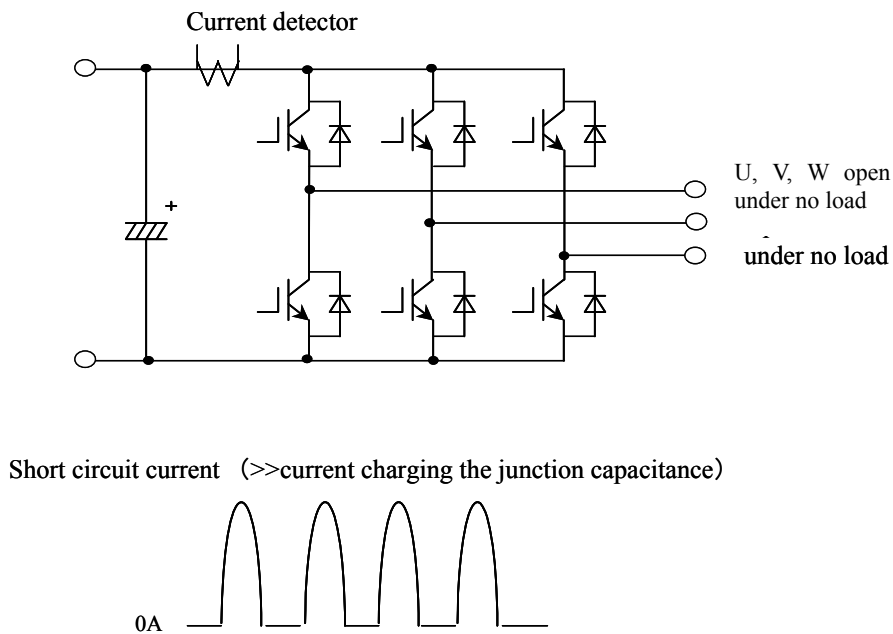 Current detector
+
U, V, W open
under no load
under no load
Short circuit current （>>current charging the junction capacitance）
0A